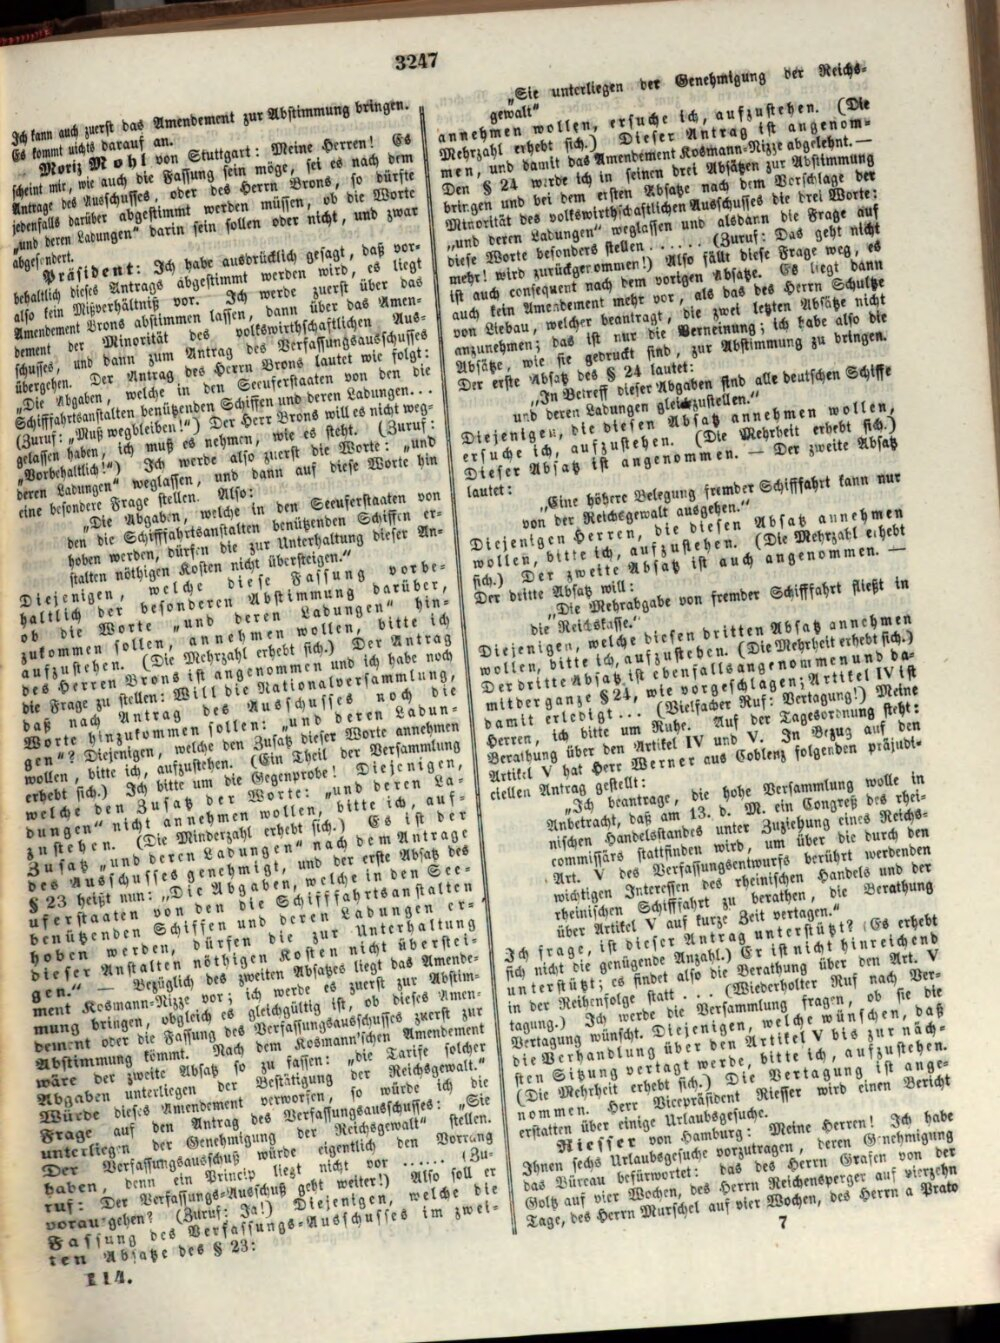 3247
Ich kann auch zuerst das Amendement zur Abstimmung bringen.
Es kommt nichts darauf an.
Moriz Mohl von Stuttgart: Meine Herren! Es
scheint mir, wie auch die Fassung sein möge, sei es nach dem
Antrage des Ausschusses, oder des Herrn Brons, so dürfte
jedenfalls darüber abgestimmt werden müssen, ob die Worte
„und deren Ladungen“ darin sein sollen oder nicht, und zwar
abgesondert.
Präsident: Ich habe ausdrücklich gesagt, daß vor-
behaltlich dieses Antrags abgestimmt werden wird, es liegt
also kein Mißverhältniß vor. Ich werde zuerst über das
Amendement Brons abstimmen lassen, dann über das Amen-
dement der Minorität des volkswirthschaftlichen Aus-
schusses, und dann zum Antrag des Verfassungsausschusses
übergehen. Der Antrag des Herrn Brons lautet wie folgt:
„Die Abgaben, welche in den Seeuferstaaten von den die
Schifffahrtsanstalten benützenden Schiffen und deren Ladungen...
(Zuruf: „Muß wegbleiben!“) Der Herr Brons will es nicht weg-
gelassen haben, ich muß es nehmen, wie es steht. (Zuruf:
„Vorbehaltlich!“) Ich werde also zuerst die Worte: „und
deren Ladungen“ weglassen, und dann auf diese Worte hin
eine besondere Frage stellen. Also:
„Die Abgaben, welche in den Seeuferstaaten von
den die Schifffahrtsanstalten benützenden Schiffen er-
hoben werden, dürfen die zur Unterhaltung dieser An-
stalten nöthigen Kosten nicht übersteigen.“
Diejenigen, welche diese Fassung vorbe-
haltlich der besonderen Abstimmung darüber,
ob die Worte „und deren Ladungen“ hin-
zukommen sollen, annehmen wollen, bitte ich
aufzustehen. (Die Mehrzahl erhebt sich.) Der Antrag
des Herren Brons ist angenommen und ich habe noch
die Frage zu stellen: Will die Nationalversammlung,
daß nach Antrag des Ausschusses noch die
Worte hinzukommen sollen: „und deren Ladun-
gen“? Diejenigen, welche den Zusatz dieser Worte annehmen
wollen, bitte ich, aufzustehen. (Ein Theil der Versammlung
erhebt sich.) Ich bitte um die Gegenprobe! Diejenigen,
welche den Zusatz der Worte: „und deren La-
dungen“ nicht annehmen wollen, bitte ich, auf-
zustehen. (Die Minderzahl erhebt sich.) Es ist der
Zusatz „und deren Ladungen“ nach dem Antrage
des Ausschusses genehmigt, und der erste Absatz des
§ 23 heißt nun: „Die Abgaben, welche in den See-
uferstaaten von den die Schifffahrtsanstalten
benützenden Schiffen und deren Ladungen er-
hoben werden, dürfen die zur Unterhaltung
dieser Anstalten nöthigen Kosten nicht überstei-
gen.“ — Bezüglich des zweiten Absatzes liegt das Amende-
ment Kosmann-Nizze vor; ich werde es zuerst zur Abstim-
mung bringen, obgleich es gleichgültig ist, ob dieses Amen-
dement oder die Fassung des Verfassungsausschusses zuerst zur
Abstimmung kömmt. Nach dem Kosmann'schen Amendement
wäre der zweite Absatz so zu fassen: „die Tarife solcher
Abgaben unterliegen der Bestätigung der Reichsgewalt.“
Würde dieses Amendement verworfen, so würde ich die
Frage auf den Antrag des Verfassungsausschusses: „Sie
unterliegen der Genehmigung der Reichsgewalt“ stellen.
Der Verfassungsausschuß würde eigentlich den Vorrang
haben, denn ein Princip liegt nicht vor ...... (Zu-
ruf: Der Verfassungs-Ausschuß geht weiter!) Also soll er
vorausgehen? (Zuruf: Ja!) Diejenigen, welche die
Fassung des Verfassungs-Ausschusses im zwei-
ten Absatze des § 23:
114.
„Sie unterliegen der Genehmigung der Reichs-
gewalt“
annehmen wollen, ersuche ich, aufzustehen. (Die
Mehrzahl erhebt sich.) Dieser Antrag ist angenom-
men, und damit das Amendement Kosmann-Nizze abgelehnt. —
Den § 24 werde ich in seinen drei Absätzen zur Abstimmung
bringen und bei dem ersten Absatze nach dem Vorschlage der
Minorität des volkswirthschaftlichen Ausschusses die drei Worte:
„und deren Ladungen“ weglassen und alsdann die Frage auf
diese Worte besonders stellen ...... (Zuruf: Das geht nicht
mehr! wird zurückgenommen!) Also fällt diese Frage weg, es
ist auch consequent nach dem vorigen Absatze. Es liegt dann
auch kein Amendement mehr vor, als das des Herrn Schultze
von Liebau, welcher beantragt, die zwei letzten Absätze nicht
anzunehmen; das ist nur die Verneinung; ich habe also die
Absätze, wie sie gedruckt sind, zur Abstimmung zu bringen.
Der erste Absatz des § 24 lautet:
„In Betreff dieser Abgaben sind alle deutschen Schiffe
und deren Ladungen gleichzustellen.“
Diejenigen, die diesen Absatz annehmen wollen,
ersuche ich, aufzustehen. (Die Mehrheit erhebt sich.)
Dieser Absatz ist angenommen. — Der zweite Absatz
lautet:
„Eine höhere Belegung fremder Schifffahrt kann nur
von der Reichsgewalt ausgehen.“
Diejenigen Herren, die diesen Absatz annehmen
wollen, bitte ich, aufzustehen. (Die Mehrzahl erhebt
sich.) Der zweite Absatz ist auch angenommen. —
Der dritte Absatz will:
„Die Mehrabgabe von fremder Schifffahrt fließt in
die Reichskasse.“
Diejenigen, welche diesen dritten Absatz annehmen
wollen, bitte ich, aufzustehen. (Die Mehrheit erhebt sich.)
Der dritte Absatz ist ebenfalls angenommen und da-
mit der ganze § 24, wie vorgeschlagen; Artikel IV ist
damit erledigt... (Vielfacher Ruf: Vertagung!) Meine
Herren, ich bitte um Ruhe. Auf der Tagesordnung steht:
Berathung über den Artikel IV und V. In Bezug auf den
Artikel V hat Herr Werner aus Coblenz folgenden präjudi-
ciellen Antrag gestellt:
„Ich beantrage, die hohe Versammlung wolle in
Anbetracht, daß am 13. d. M. ein Congreß des rhei-
nischen Handelsstandes unter Zuziehung eines Reichs-
commissärs stattfinden wird, um über die durch den
Art. V des Verfassungsentwurfs berührt werdenden
wichtigen Interessen des rheinischen Handels und der
rheinischen Schifffahrt zu berathen, die Berathung
über Artikel V auf kurze Zeit vertagen.“
Ich frage, ist dieser Antrag unterstützt? (Es erhebt
sich nicht die genügende Anzahl.) Er ist nicht hinreichend
unterstützt; es findet also die Berathung über den Art. V
in der Reihenfolge statt ... (Wiederholter Ruf nach Ver-
tagung.) Ich werde die Versammlung fragen, ob sie die
Vertagung wünscht. Diejenigen, welche wünschen, daß
die Verhandlung über den Artikel V bis zur näch-
sten Sitzung vertagt werde, bitte ich, aufzustehen.
(Die Mehrheit erhebt sich.) Die Vertagung ist ange-
nommen. Herr Vicepräsident Riesser wird einen Bericht
erstatten über einige Urlaubsgesuche.
Riesser von Hamburg: Meine Herren! Ich habe
Ihnen sechs Urlaubsgesuche vorzutragen, deren Genehmigung
das Büreau befürwortet: das des Herrn Grafen von der
Goltz auf vier Wochen, des Herrn Reichensperger auf vierzehn
Tage, des Herrn Murschel auf vier Wochen, des Herrn a Prato
7